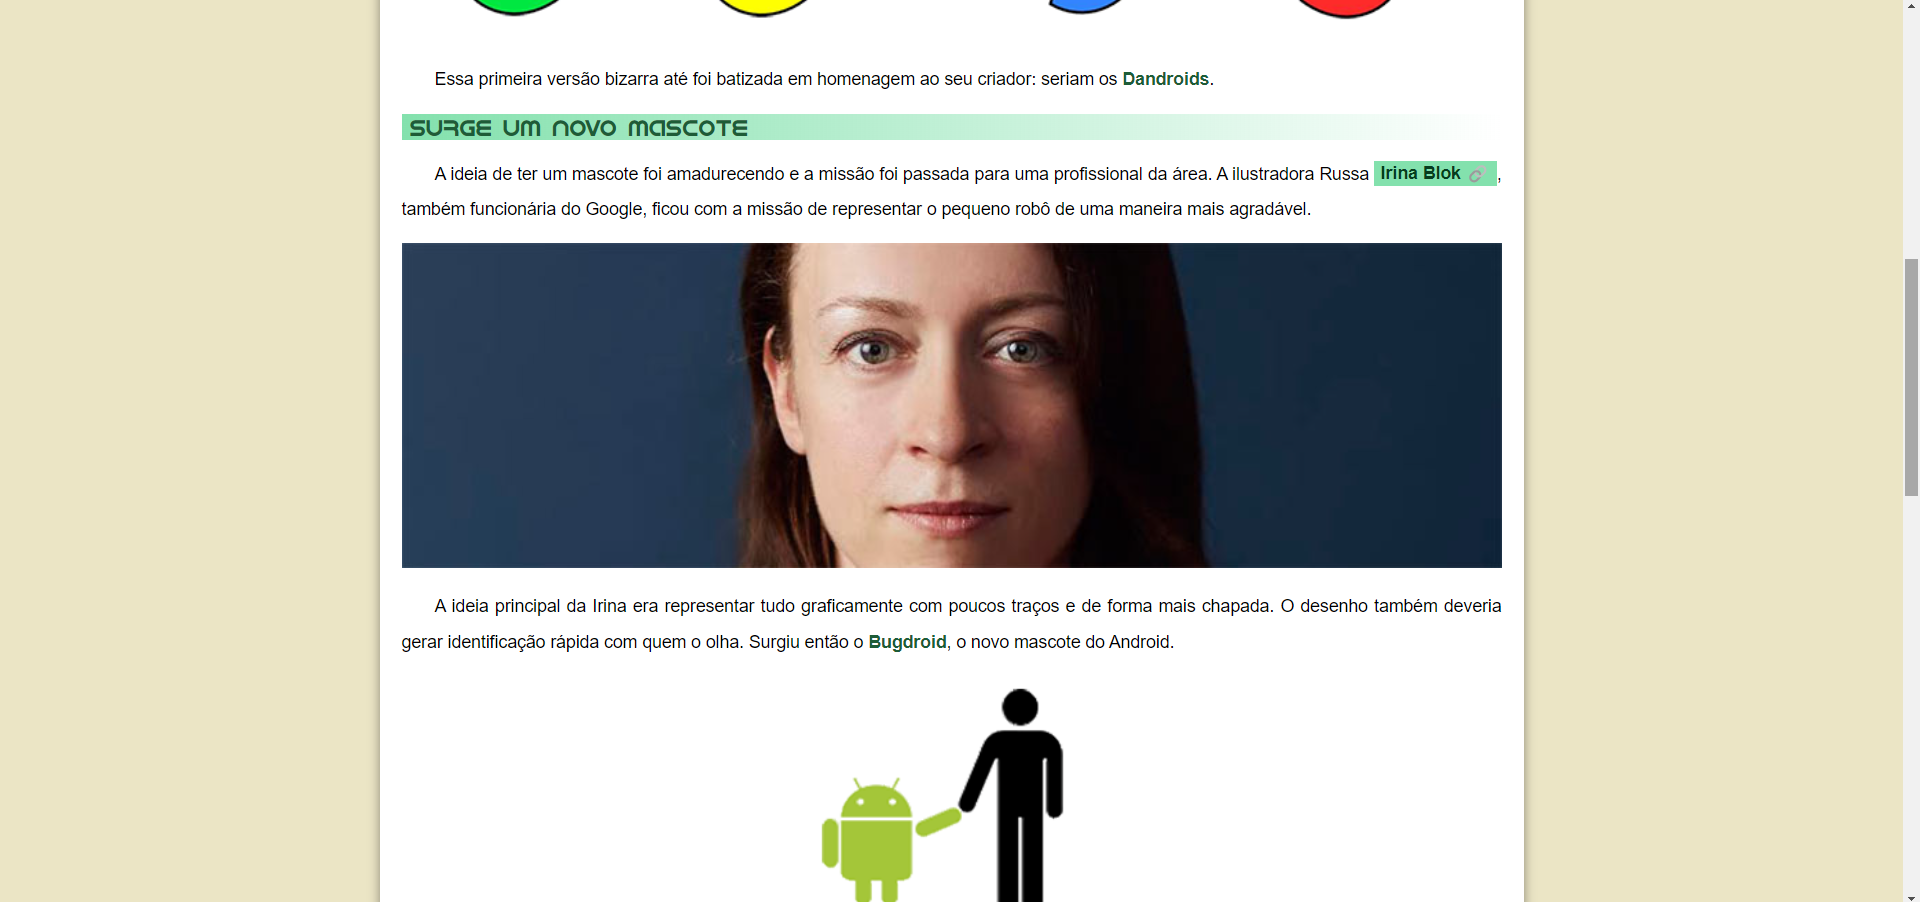 Essa primeira versão bizarra até foi batizada em homenagem ao seu criador: seriam os Dandroids.
SURGE UM NOVO MASCOTE
A ideia de ter um mascote foi amadurecendo e a missão foi passada para uma profissional da área. A ilustradora Russa Irina Blok ,
também funcionária do Google, ficou com a missão de representar o pequeno robô de uma maneira mais agradável.
A ideia principal da Irina era representar tudo graficamente com poucos traços e de forma mais chapada. O desenho também deveria
gerar identificação rápida com quem o olha. Surgiu então o Bugdroid, o novo mascote do Android.